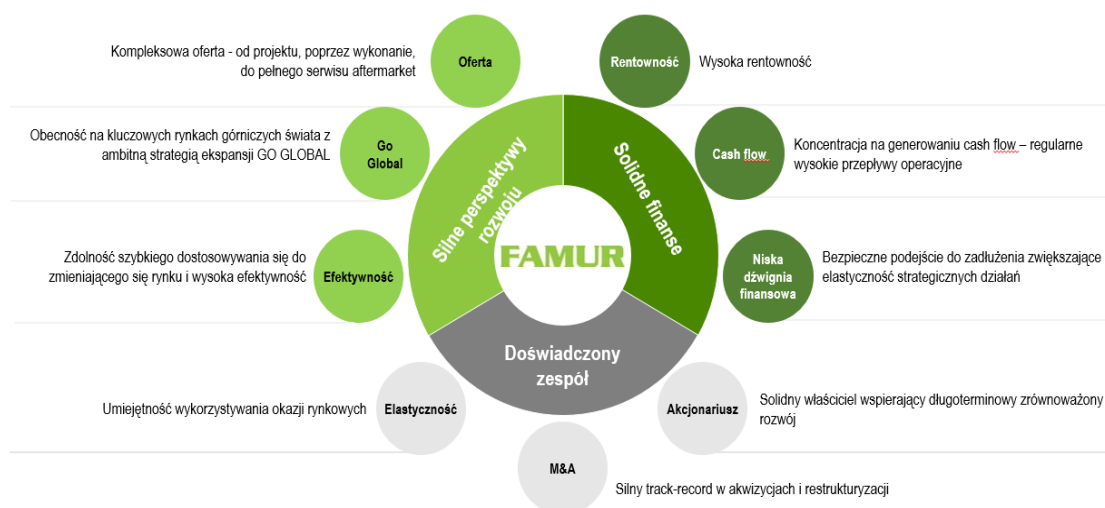 Kompleksowa oferta - od projektu, poprzez wykonanie,
do pełnego serwisu aftermarket
Oferta
Rentowność
Wysoka rentowność
Obecność na kluczowych rynkach górniczych świata z
ambitną strategią ekspansji GO GLOBAL
Go
Global
Cash flow
Koncentracja na generowaniu cash flow – regularne
wysokie przepływy operacyjne
Silne perspektywy
rozwoju
Solidne finanse
FAMUR
Zdolność szybkiego dostosowywania się do
zmieniającego się rynku i wysoka efektywność
Efektywność
Niska
dźwignia
finansowa
Bezpieczne podejście do zadłużenia zwiększające
elastyczność strategicznych działań
Doświadczony
zespół
Umiejętność wykorzystywania okazji rynkowych
Elastyczność
Akcjonariusz
Solidny właściciel wspierający długoterminowy zrównoważony
rozwój
M&A
Silny track-record w akwizycjach i restrukturyzacji